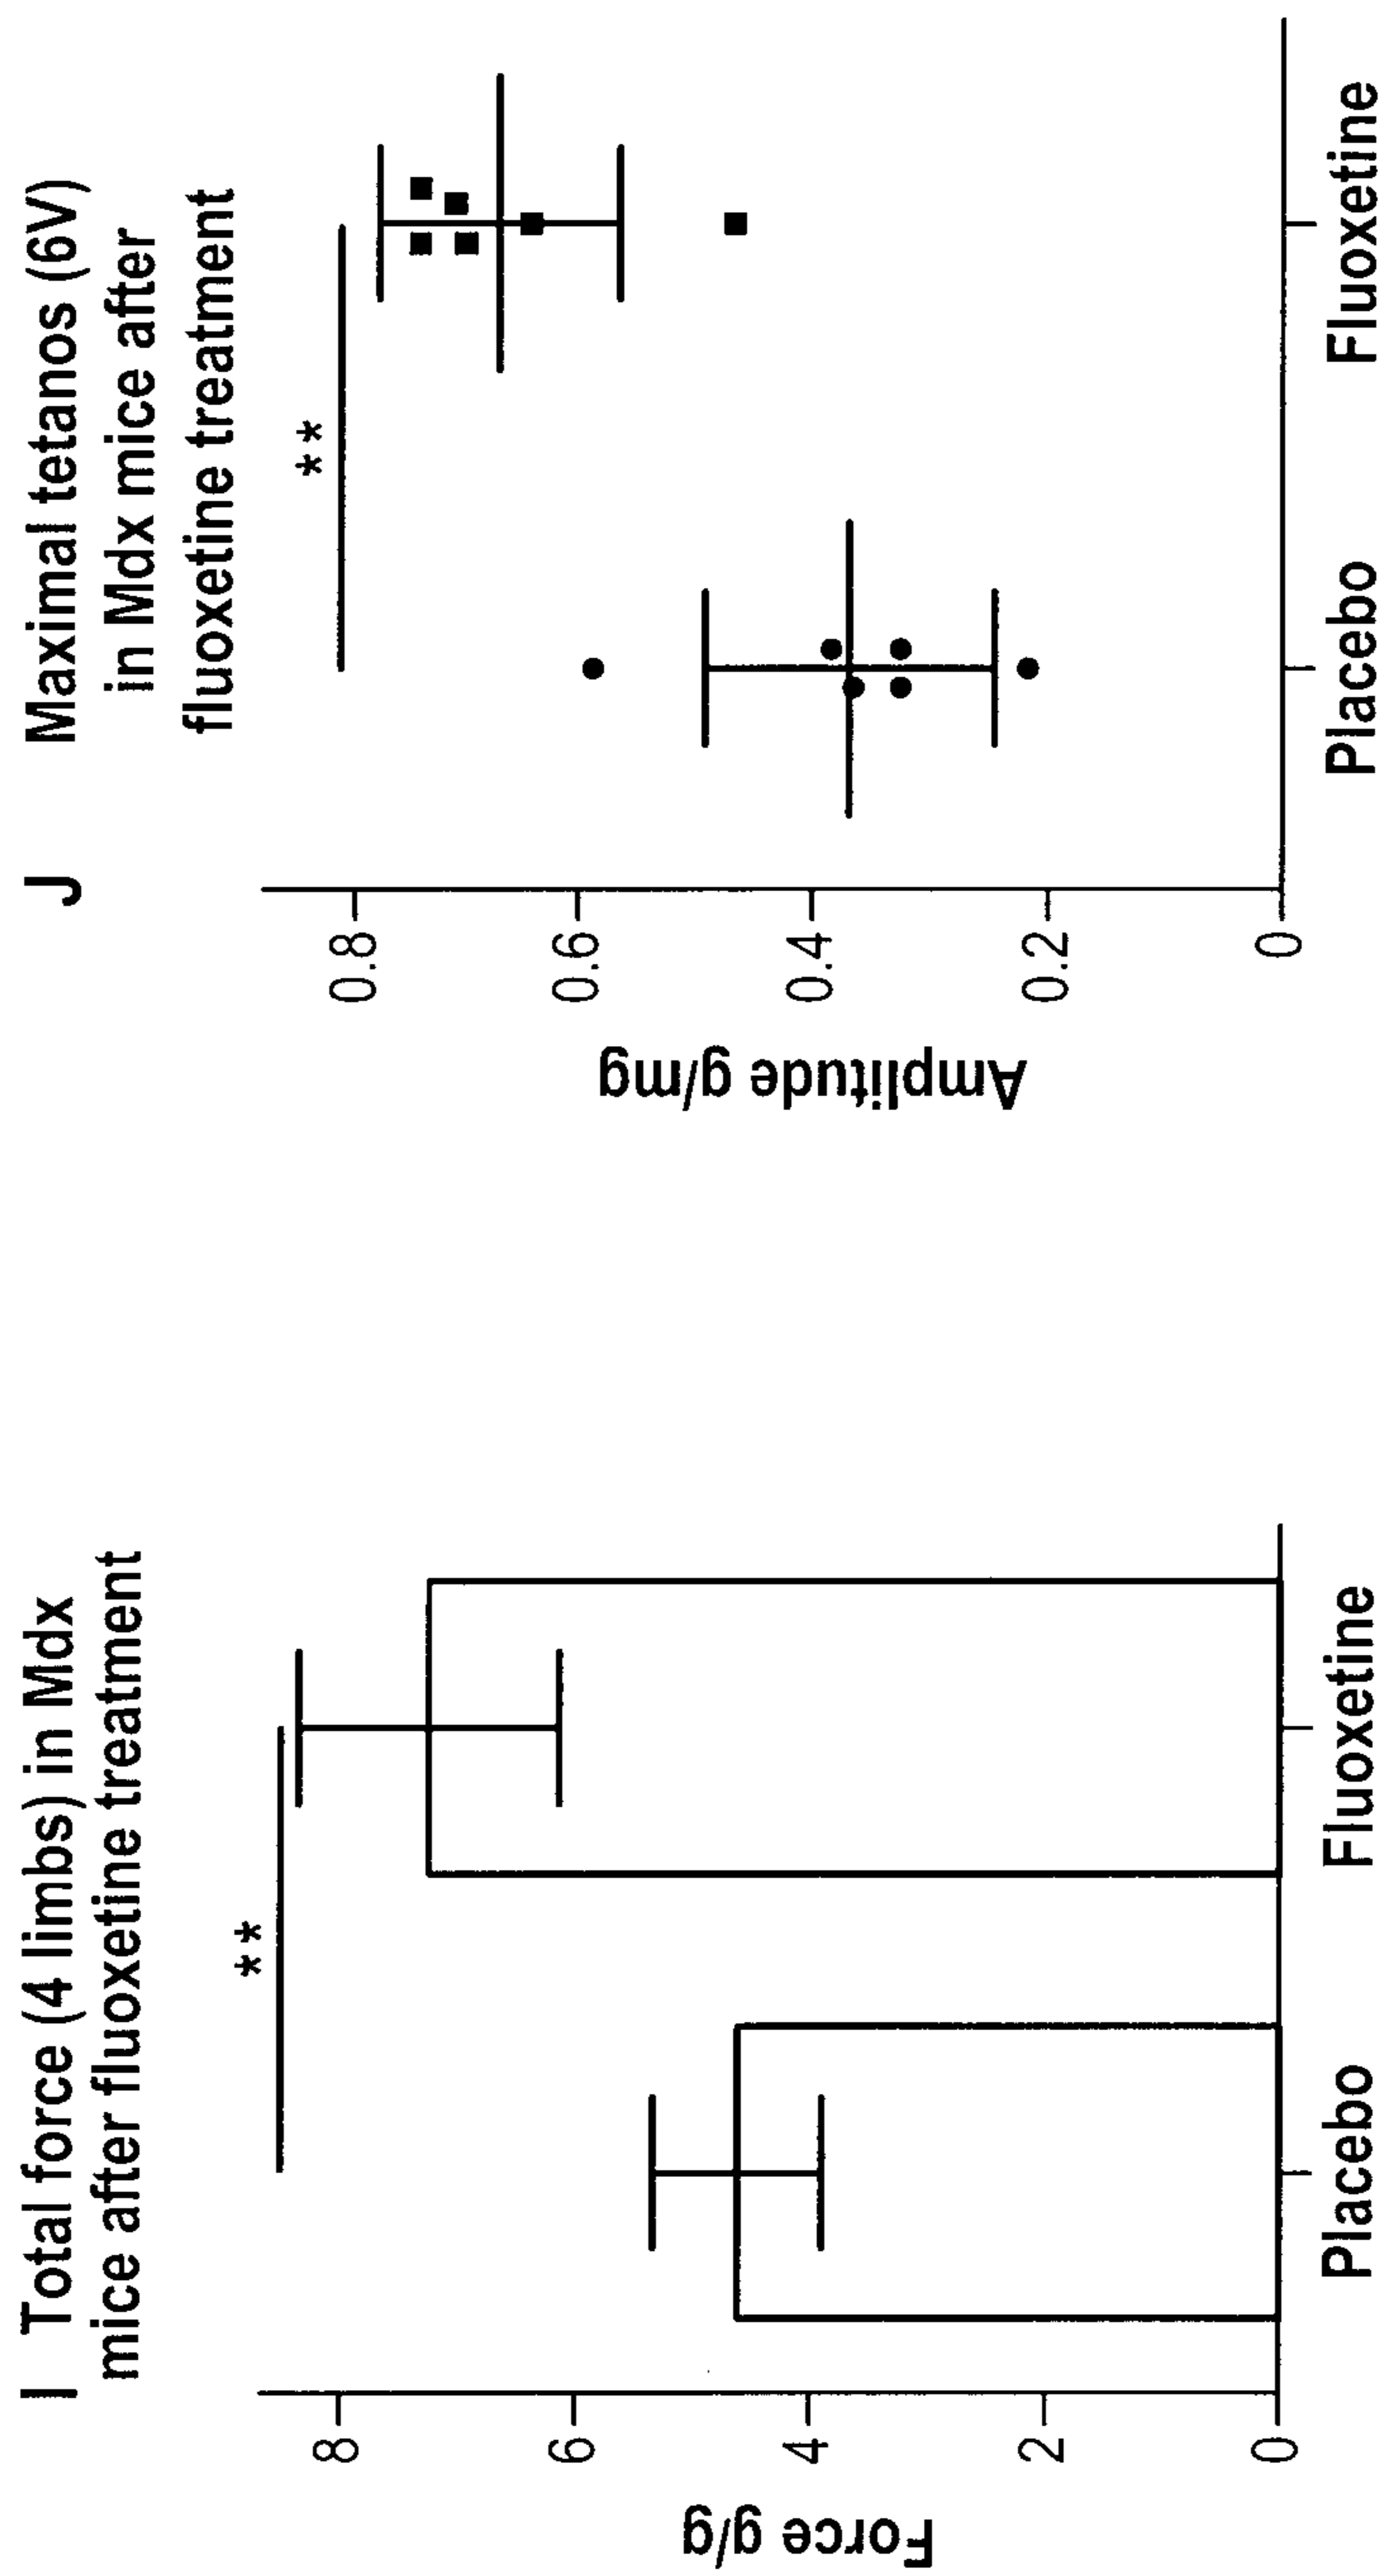 I Total force (4 limbs) in Mdx
mice after fluoxetine treatment
**
Force g/g
8
6
4
2
0
Placebo
Fluoxetine
J Maximal tetanos (6V)
in Mdx mice after
fluoxetine treatment
**
Amplitude g/mg
0.8
0.6
0.4
0.2
0
Placebo
Fluoxetine